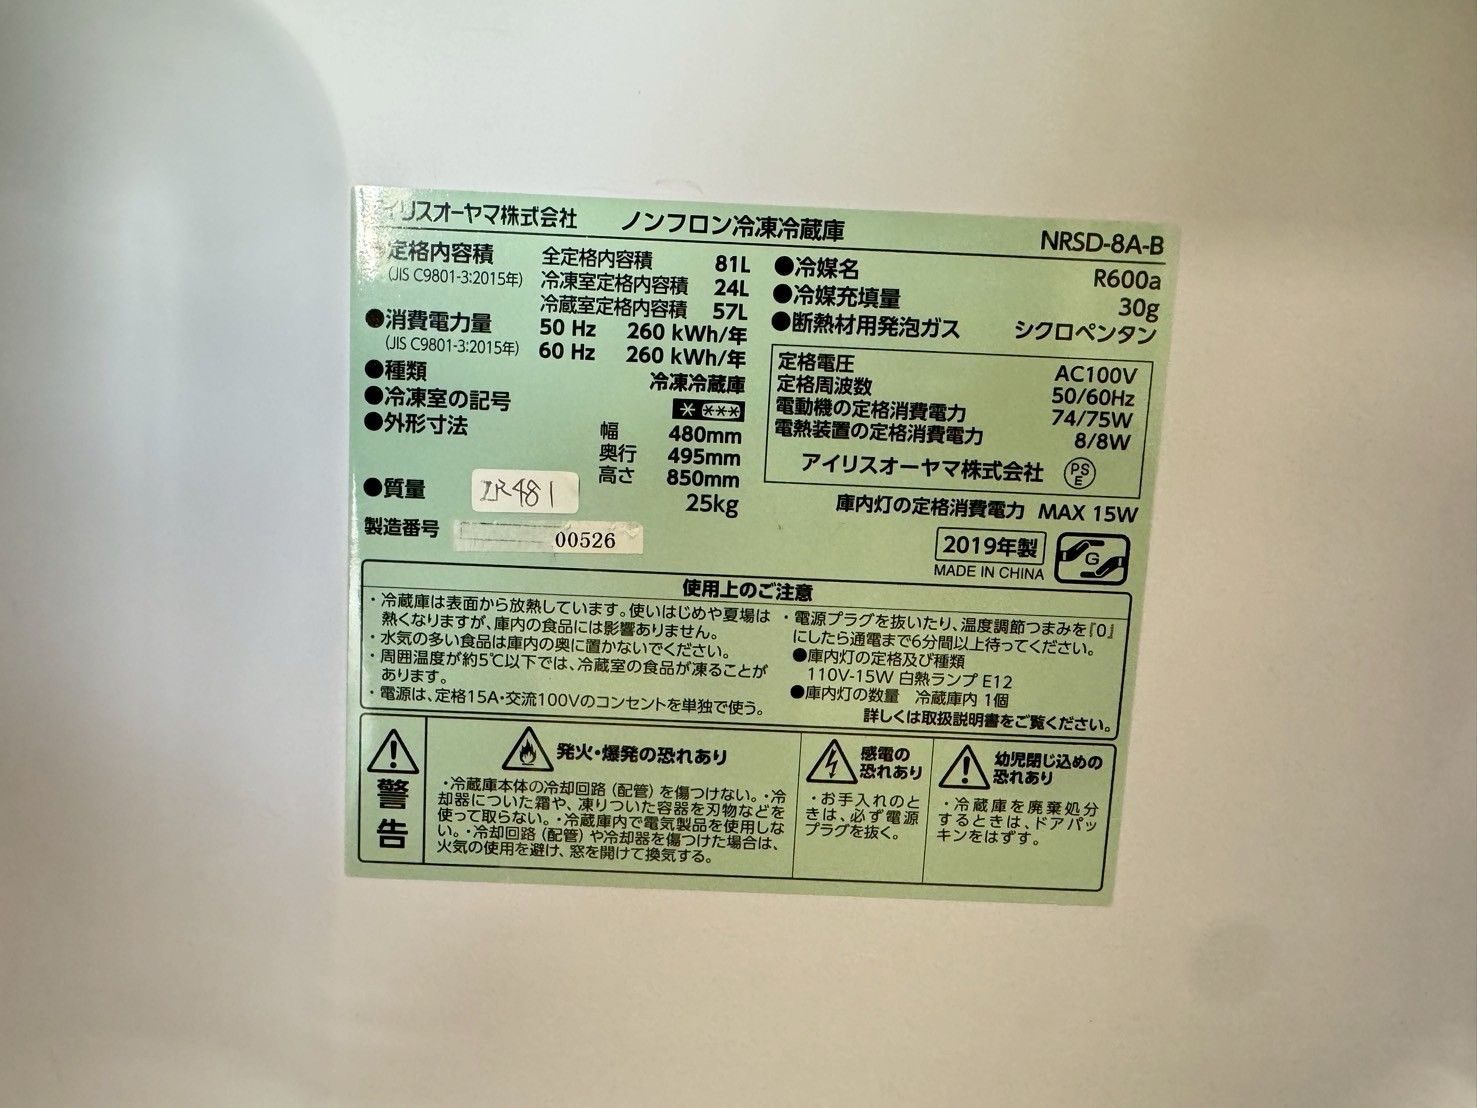 アイリスオーヤマ株式会社 ノンフロン冷凍冷蔵庫 NRSD-8A-B
●定格内容積
(JIS C9801-3:2015年)
全定格内容積 81L
冷凍室定格内容積 24L
冷蔵室定格内容積 57L
●消費電力量
(JIS C9801-3:2015年)
50 Hz 260 kWh/年
60 Hz 260 kWh/年
●種類 冷凍冷蔵庫
●冷凍室の記号 * ***
●外形寸法
幅 480mm
奥行 495mm
高さ 850mm
●質量 25kg
IR481
製造番号 00526
●冷媒名 R600a
●冷媒充填量 30g
●断熱材用発泡ガス シクロペンタン
定格電圧 AC100V
定格周波数 50/60Hz
電動機の定格消費電力 74/75W
電熱装置の定格消費電力 8/8W
アイリスオーヤマ株式会社 PSE
庫内灯の定格消費電力 MAX 15W
2019年製
MADE IN CHINA
G
使用上のご注意
・冷蔵庫は表面から放熱しています。使いはじめや夏場は
熱くなりますが、庫内の食品には影響ありません。
・水気の多い食品は庫内の奥に置かないでください。
・周囲温度が約5℃以下では、冷蔵室の食品が凍ることが
あります。
・電源は、定格15A・交流100Vのコンセントを単独で使う。
・電源プラグを抜いたり、温度調節つまみを『0』
にしたら通電まで6分間以上待ってください。
●庫内灯の定格及び種類
110V-15W 白熱ランプ E12
●庫内灯の数量 冷蔵庫内 1個
詳しくは取扱説明書をご覧ください。
警告
発火・爆発の恐れあり
・冷蔵庫本体の冷却回路（配管）を傷つけない。・冷
却器についた霜や、凍りついた容器を刃物などを
使って取らない。・冷蔵庫内で電気製品を使用しな
い。・冷却回路（配管）や冷却器を傷つけた場合は、
火気の使用を避け、窓を開けて換気する。
感電の
恐れあり
・お手入れのと
きは、必ず電源
プラグを抜く。
幼児閉じ込めの
恐れあり
・冷蔵庫を廃棄処分
するときは、ドアパッ
キンをはずす。